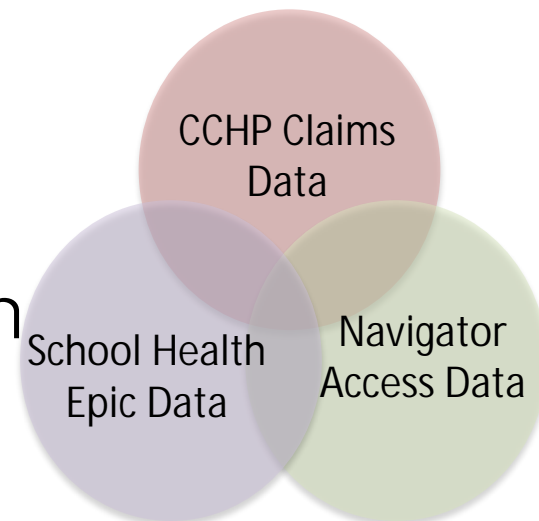 CCHP Claims
Data
School Health
Epic Data
Navigator
Access Data